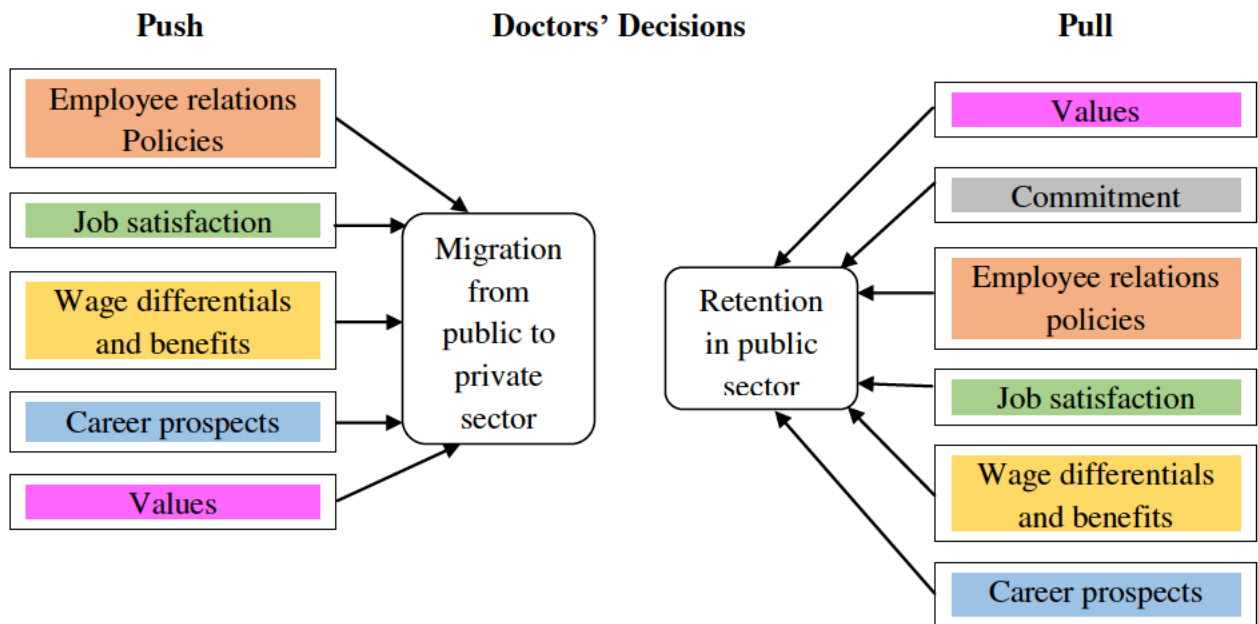 Push
Doctors' Decisions
Pull
Employee relations
Policies
Job satisfaction
Wage differentials
and benefits
Career prospects
Values
Migration
from
public to
private
sector
Retention
in public
sector
Values
Commitment
Employee relations
policies
Job satisfaction
Wage differentials
and benefits
Career prospects